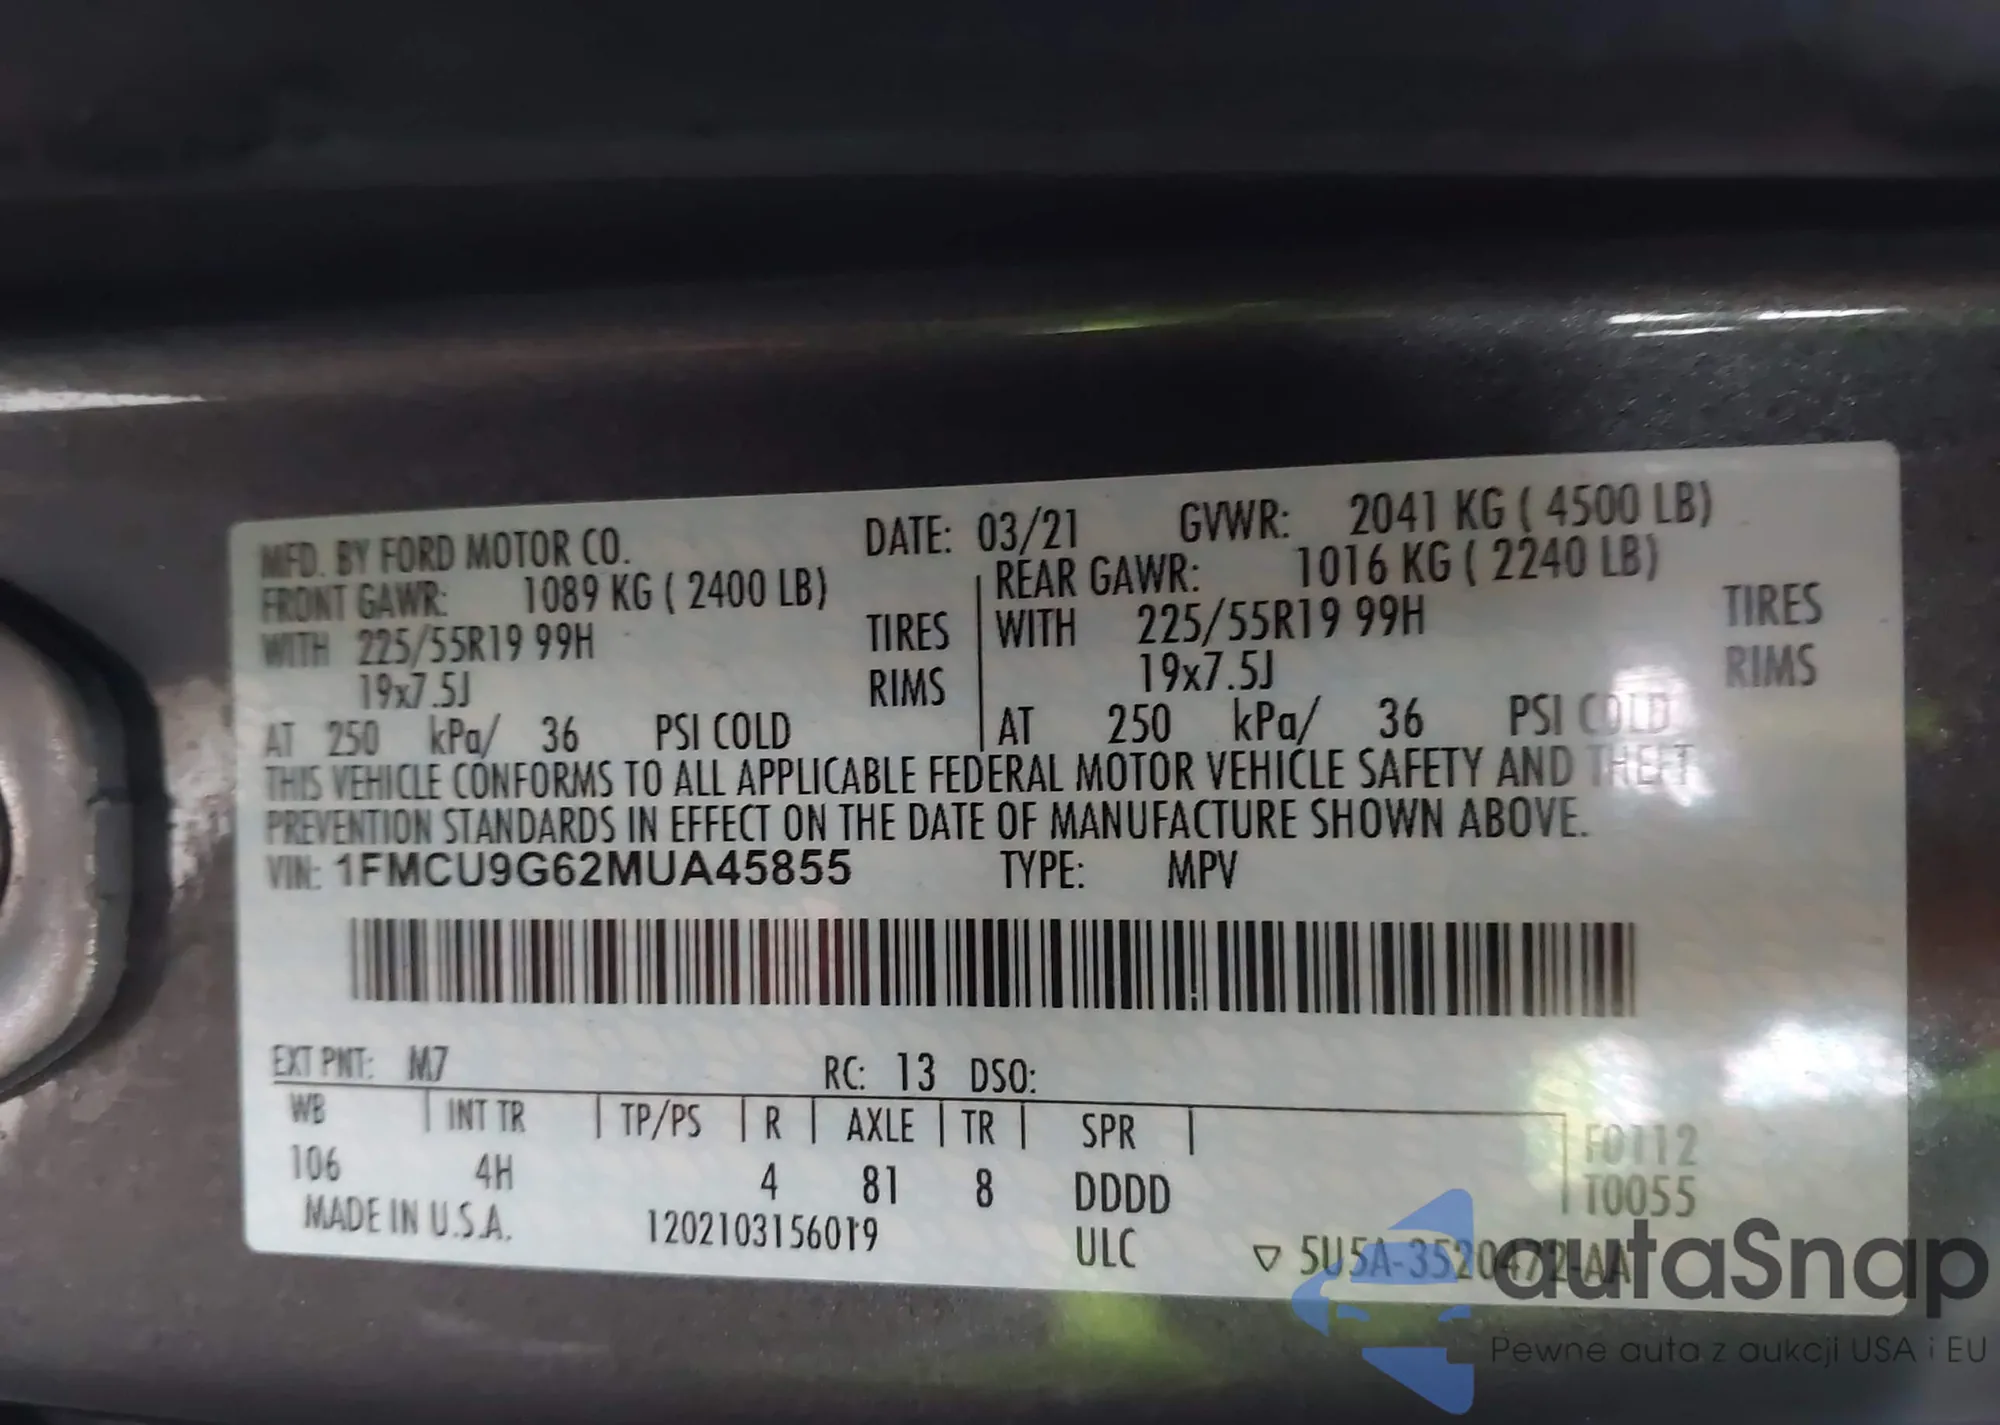 MFD. BY FORD MOTOR CO. DATE: 03/21 GVWR: 2041 KG ( 4500 LB)
FRONT GAWR: 1089 KG ( 2400 LB) REAR GAWR: 1016 KG ( 2240 LB)
WITH 225/55R19 99H TIRES WITH 225/55R19 99H TIRES
19x7.5J RIMS 19x7.5J RIMS
AT 250 kPa/ 36 PSI COLD AT 250 kPa/ 36 PSI COLD
THIS VEHICLE CONFORMS TO ALL APPLICABLE FEDERAL MOTOR VEHICLE SAFETY AND THEFT
PREVENTION STANDARDS IN EFFECT ON THE DATE OF MANUFACTURE SHOWN ABOVE.
VIN: 1FMCU9G62MUA45855 TYPE: MPV
EXT PNT: M7 RC: 13 DSO:
WB INT TR TP/PS R AXLE TR SPR F0112
106 4H 4 81 8 DDDD T0055
MADE IN U.S.A. 1202103156019 ULC ▽ 5U5A-3520472-AA
autaSnap
Pewne auta z aukcji USA i EU